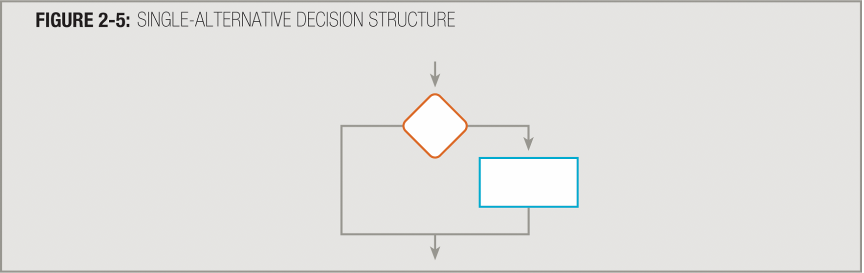 FIGURE 2-5: SINGLE-ALTERNATIVE DECISION STRUCTURE